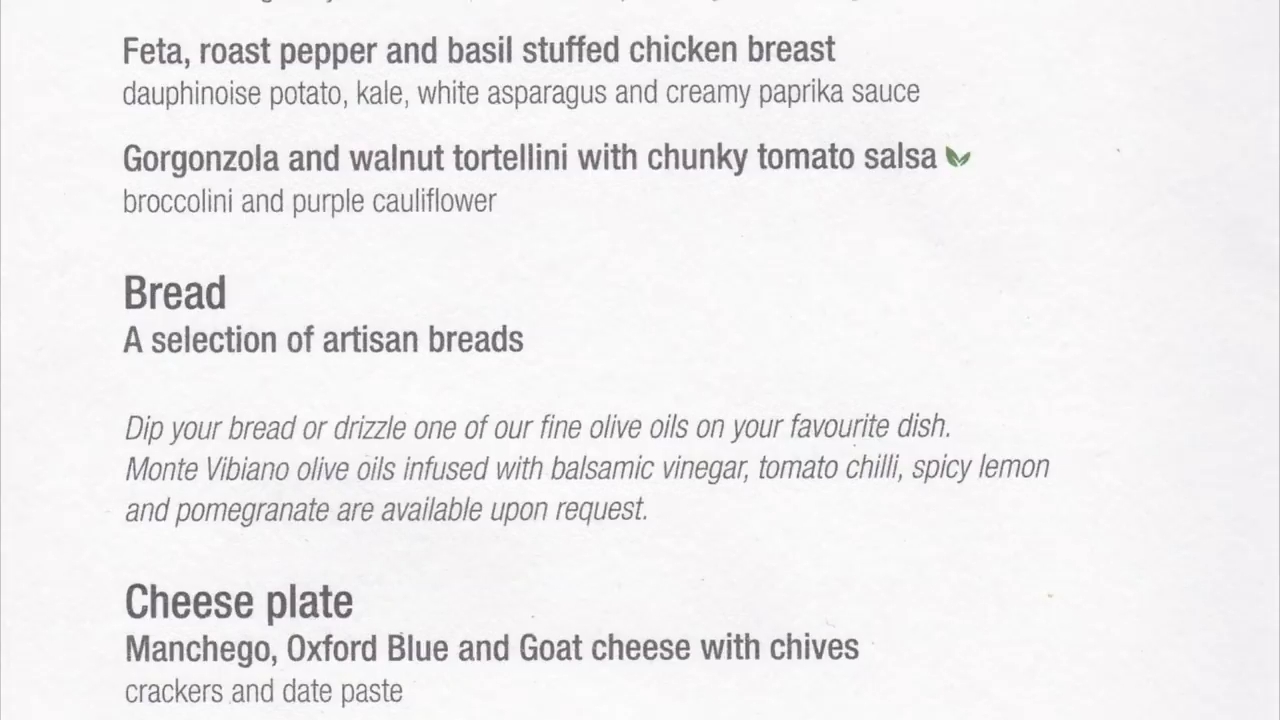 Feta, roast pepper and basil stuffed chicken breast
dauphinoise potato, kale, white asparagus and creamy paprika sauce
Gorgonzola and walnut tortellini with chunky tomato salsa
broccolini and purple cauliflower
Bread
A selection of artisan breads
Dip your bread or drizzle one of our fine olive oils on your favourite dish.
Monte Vibiano olive oils infused with balsamic vinegar, tomato chilli, spicy lemon
and pomegranate are available upon request.
Cheese plate
Manchego, Oxford Blue and Goat cheese with chives
crackers and date paste